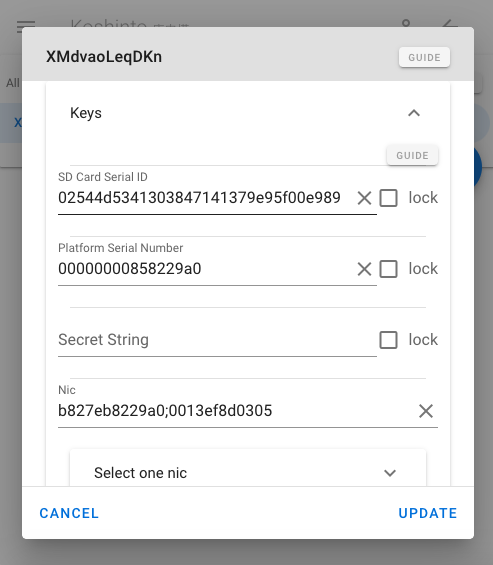 Koshinto
All
XMdvaoLeqDKn
GUIDE
X
Keys
GUIDE
SD Card Serial ID
02544d5341303847141379e95f00e989
lock
Platform Serial Number
00000000858229a0
lock
Secret String
lock
Nic
b827eb8229a0;0013ef8d0305
Select one nic
CANCEL
UPDATE